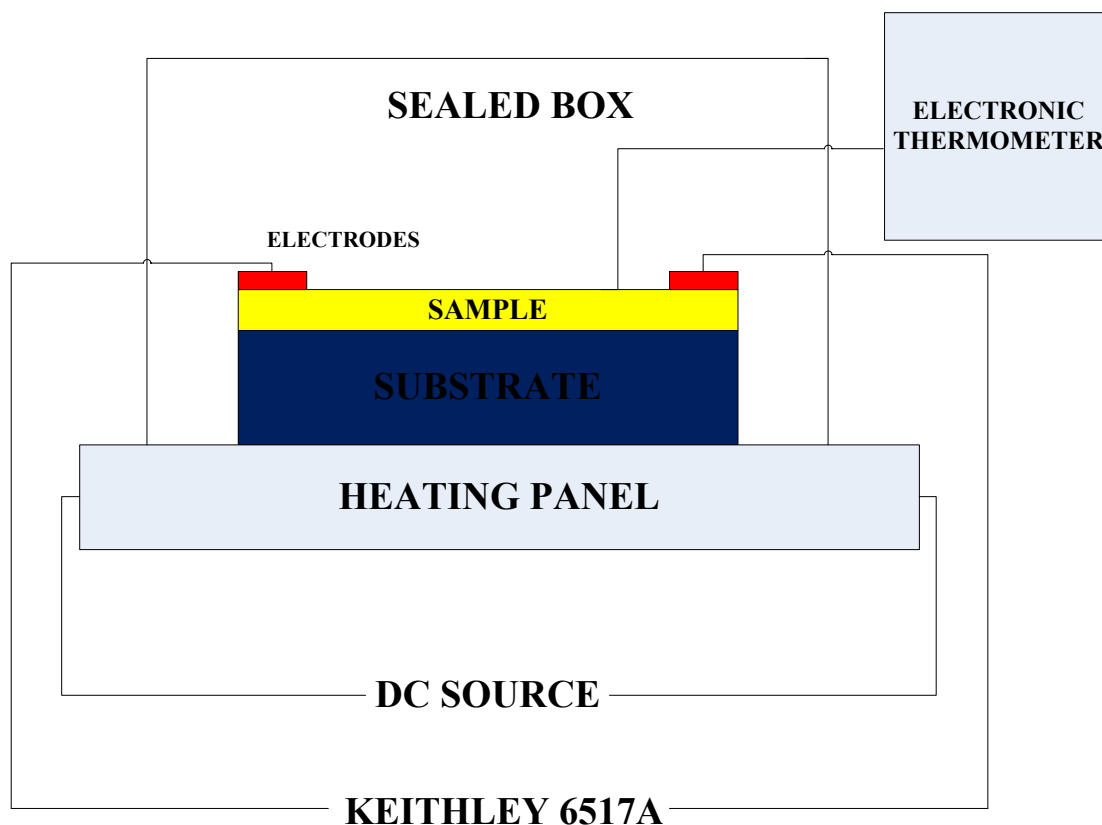 SEALED BOX
ELECTRONIC
THERMOMETER
ELECTRODES
SAMPLE
SUBSTRATE
HEATING PANEL
DC SOURCE
KEITHLEY 6517A